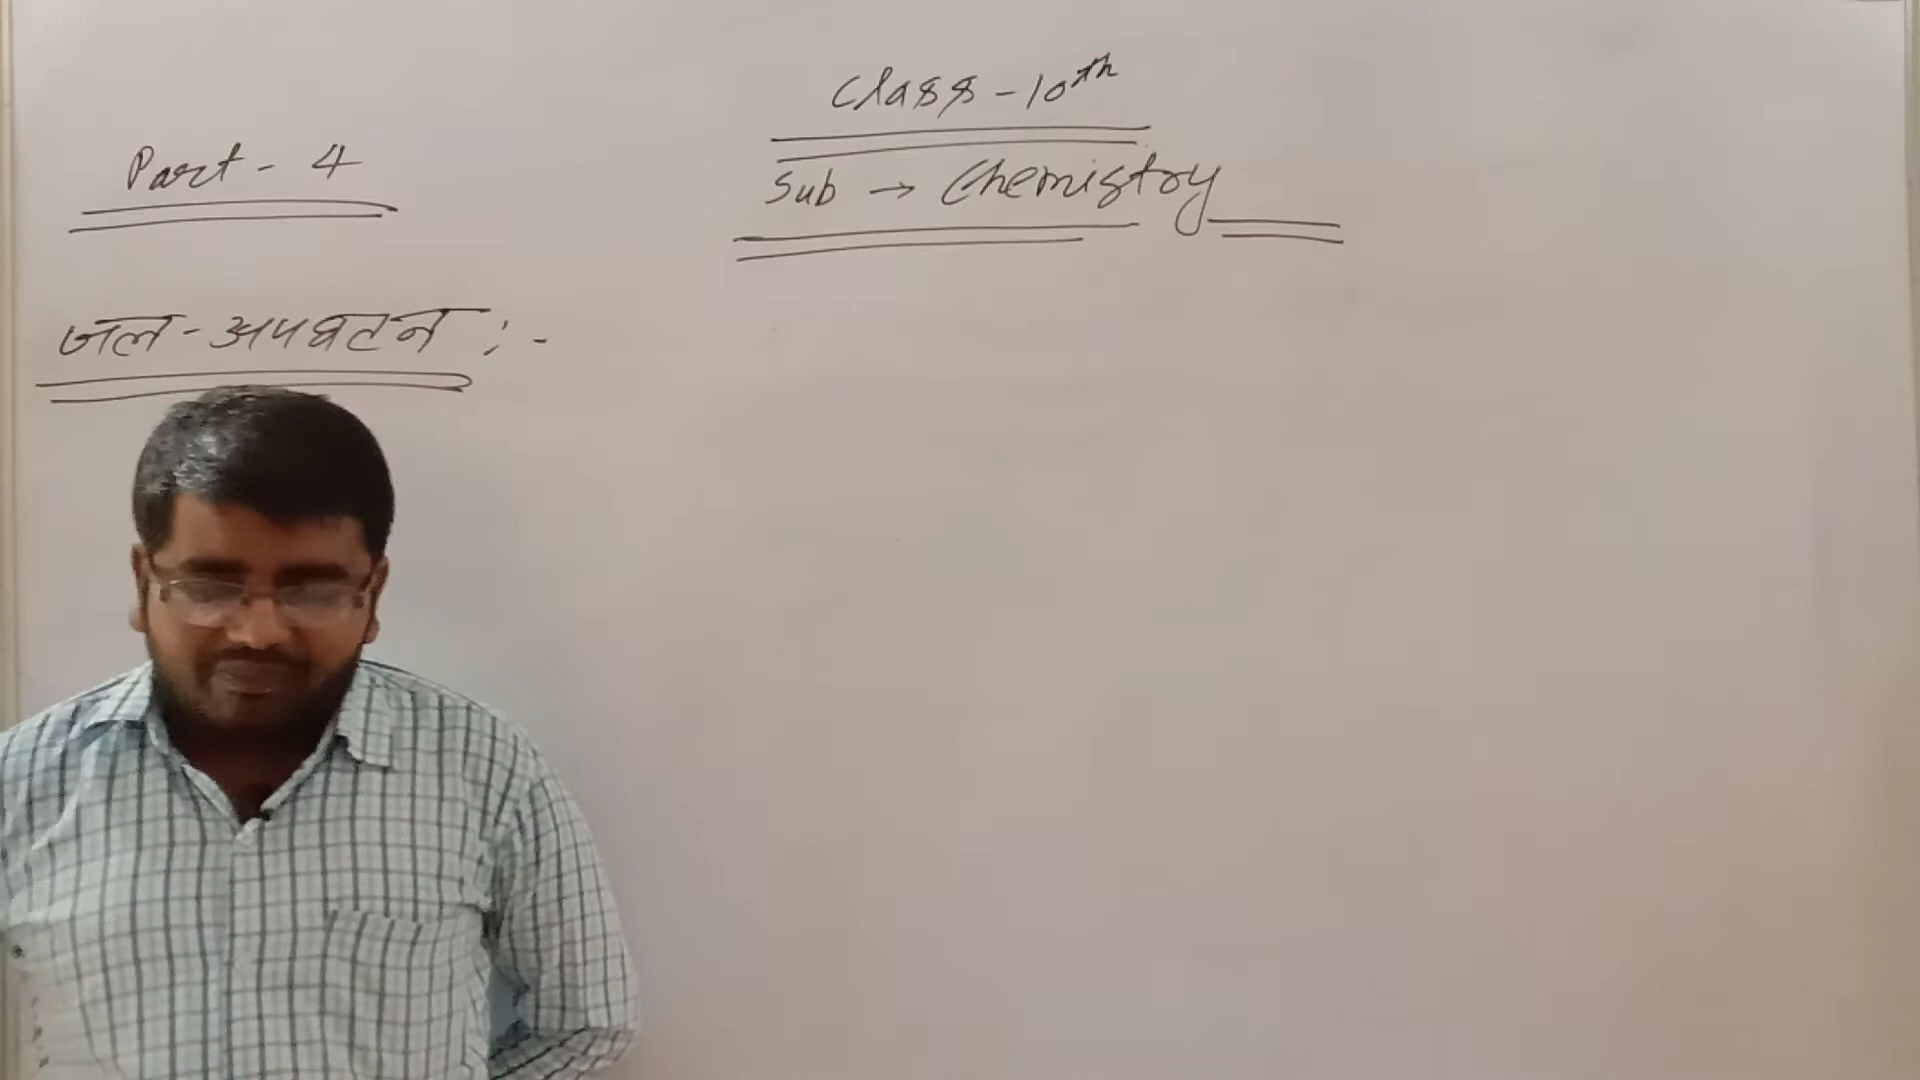 Class - 10th
Part - 4
Sub → Chemistry
जल - अपघटन : -